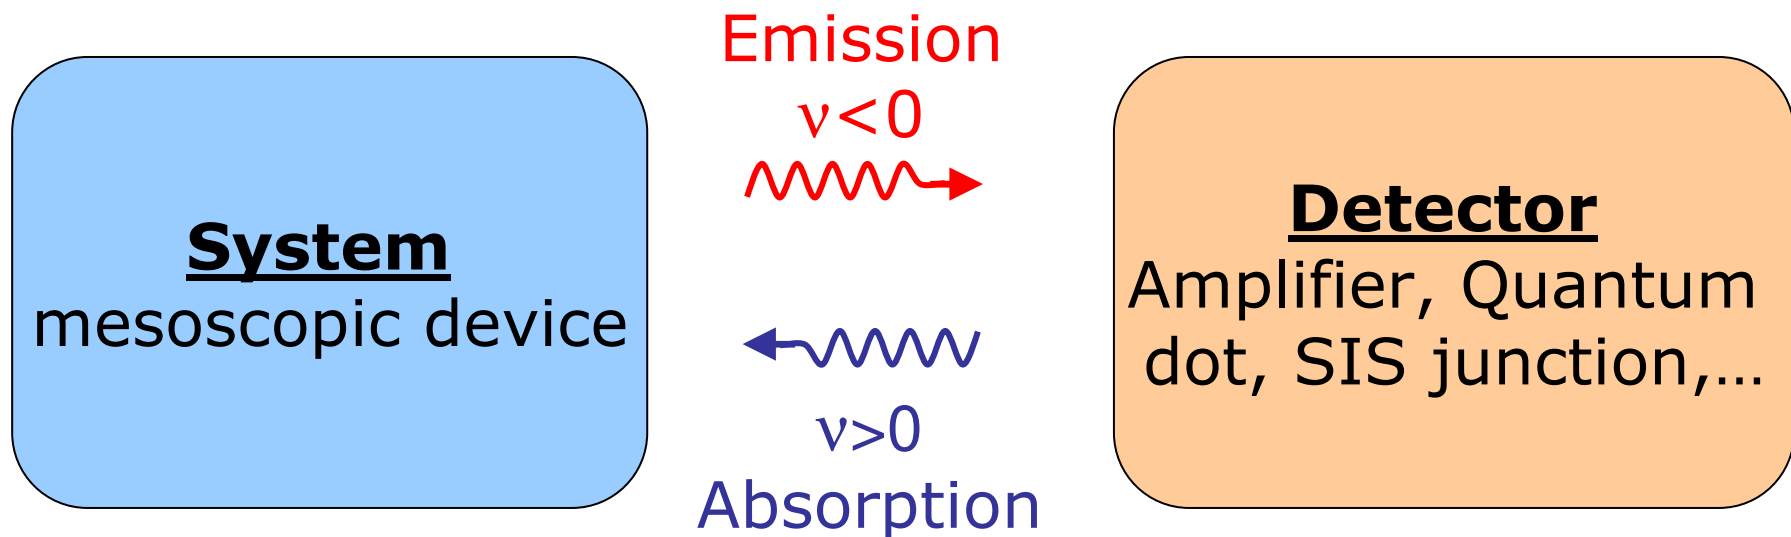 System
mesoscopic device
Emission
ν<0
ν>0
Absorption
Detector
Amplifier, Quantum
dot, SIS junction,...